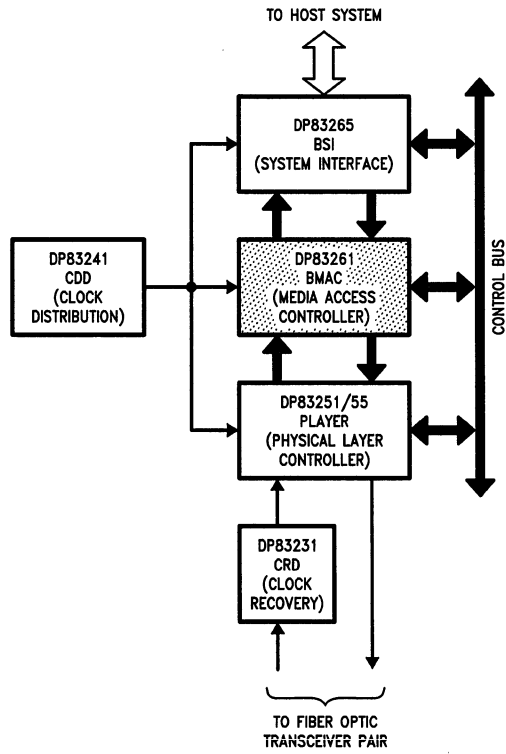 TO HOST SYSTEM
DP83265
BSI
(SYSTEM INTERFACE)
DP83241
CDD
(CLOCK
DISTRIBUTION)
DP83261
BMAC
(MEDIA ACCESS
CONTROLLER)
CONTROL BUS
DP83251/55
PLAYER
(PHYSICAL LAYER
CONTROLLER)
DP83231
CRD
(CLOCK
RECOVERY)
TO FIBER OPTIC
TRANSCEIVER PAIR